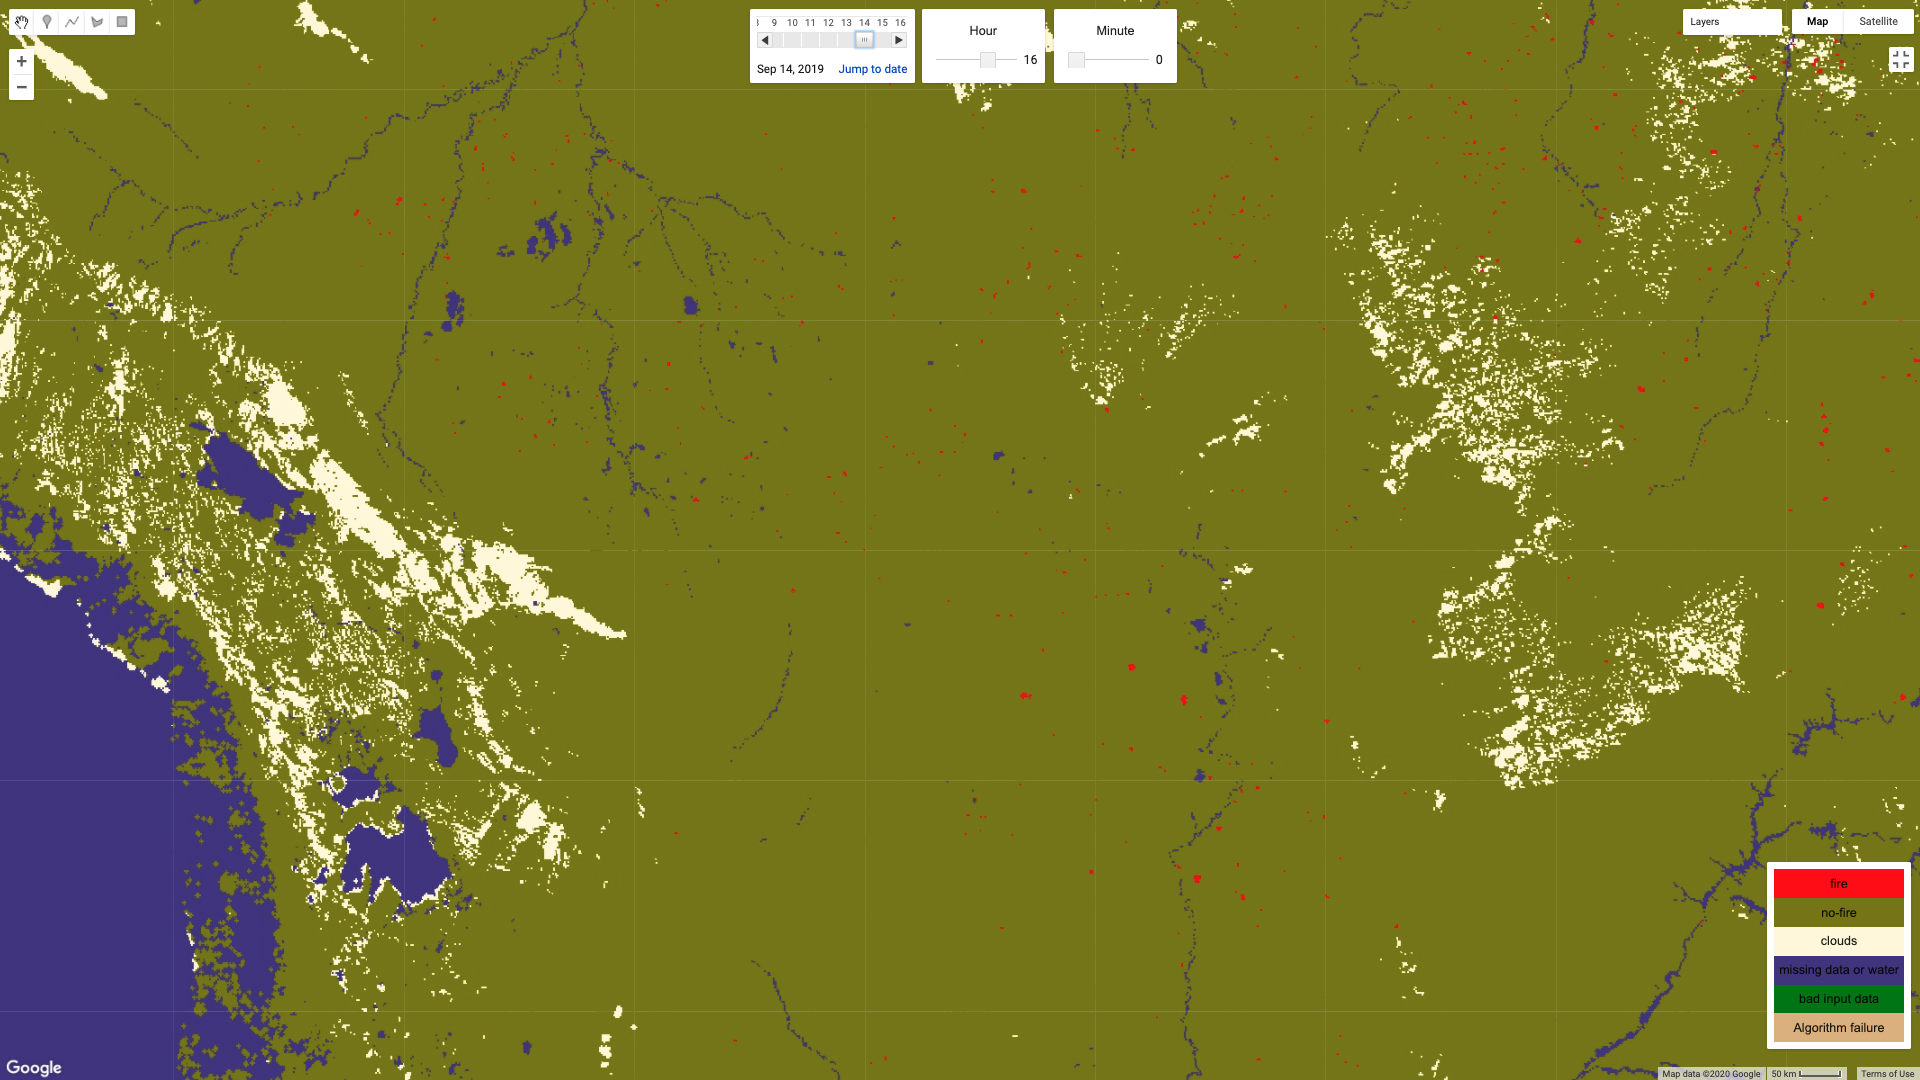 9 10 11 12 13 14 15 16
Sep 14, 2019 Jump to date
Hour
16
Minute
0
Layers
Map Satellite
+
−
fire
no-fire
clouds
missing data or water
bad input data
Algorithm failure
Google
Map data ©2020 Google 50 km Terms of Use